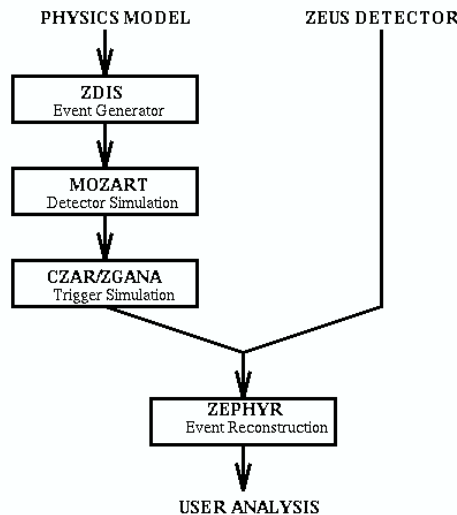 PHYSICS MODEL
ZEUS DETECTOR
ZDIS
Event Generator
MOZART
Detector Simulation
CZAR/ZGANA
Trigger Simulation
ZEPHYR
Event Reconstruction
USER ANALYSIS